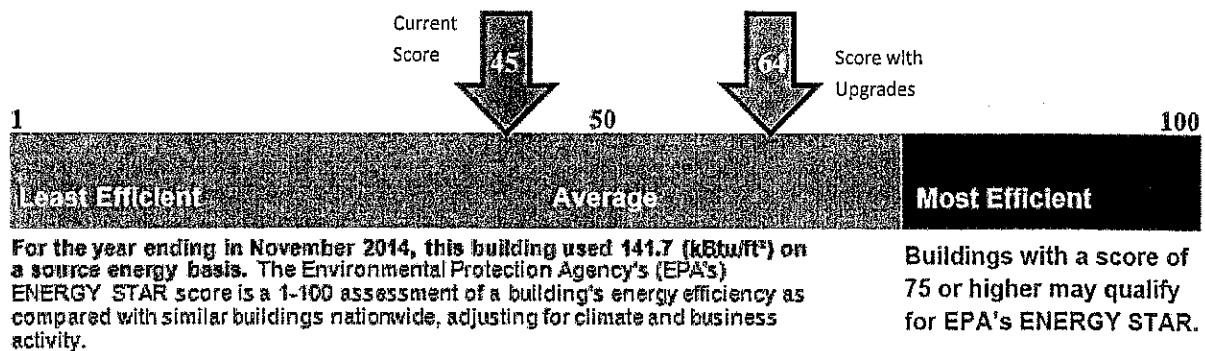 Current
Score
45
64
Score with
Upgrades
1
50
100
Least Efficient
Average
Most Efficient
For the year ending in November 2014, this building used 141.7 (kBtu/ft²) on
a source energy basis. The Environmental Protection Agency's (EPA's)
ENERGY STAR score is a 1-100 assessment of a building's energy efficiency as
compared with similar buildings nationwide, adjusting for climate and business
activity.
Buildings with a score of
75 or higher may qualify
for EPA's ENERGY STAR.